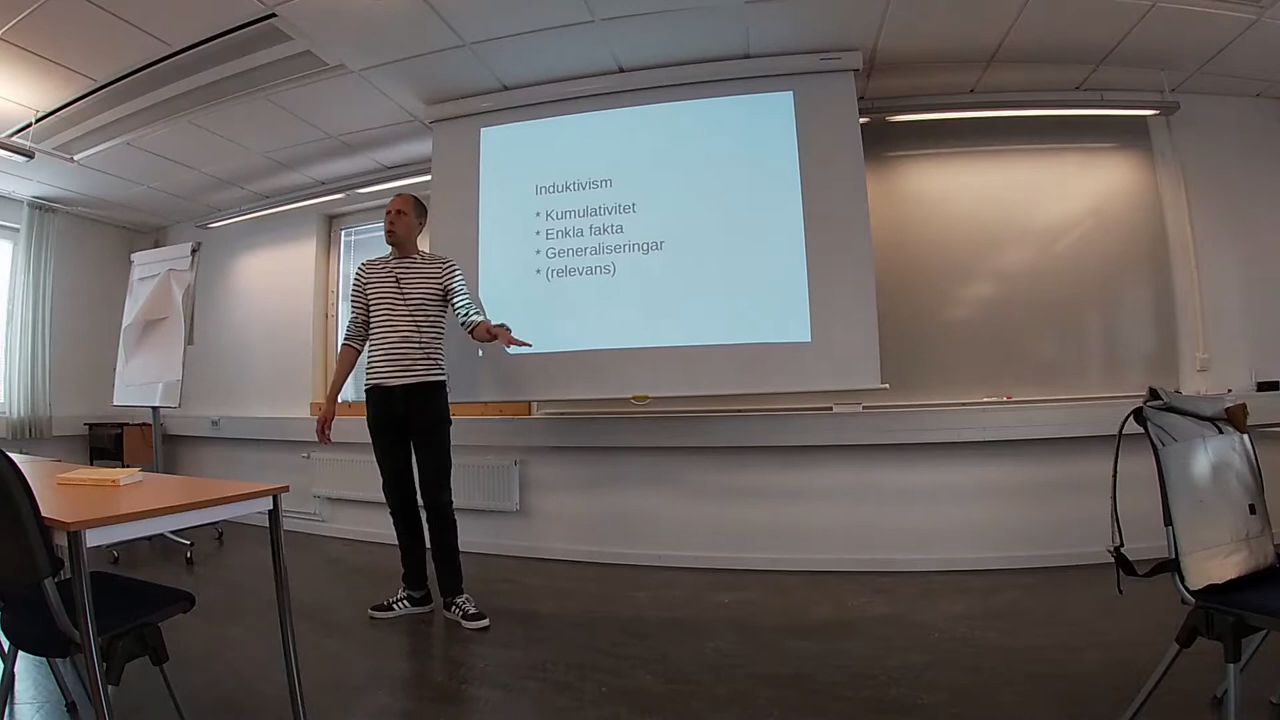 Induktivism
* Kumulativitet
* Enkla fakta
* Generaliseringar
* (relevans)